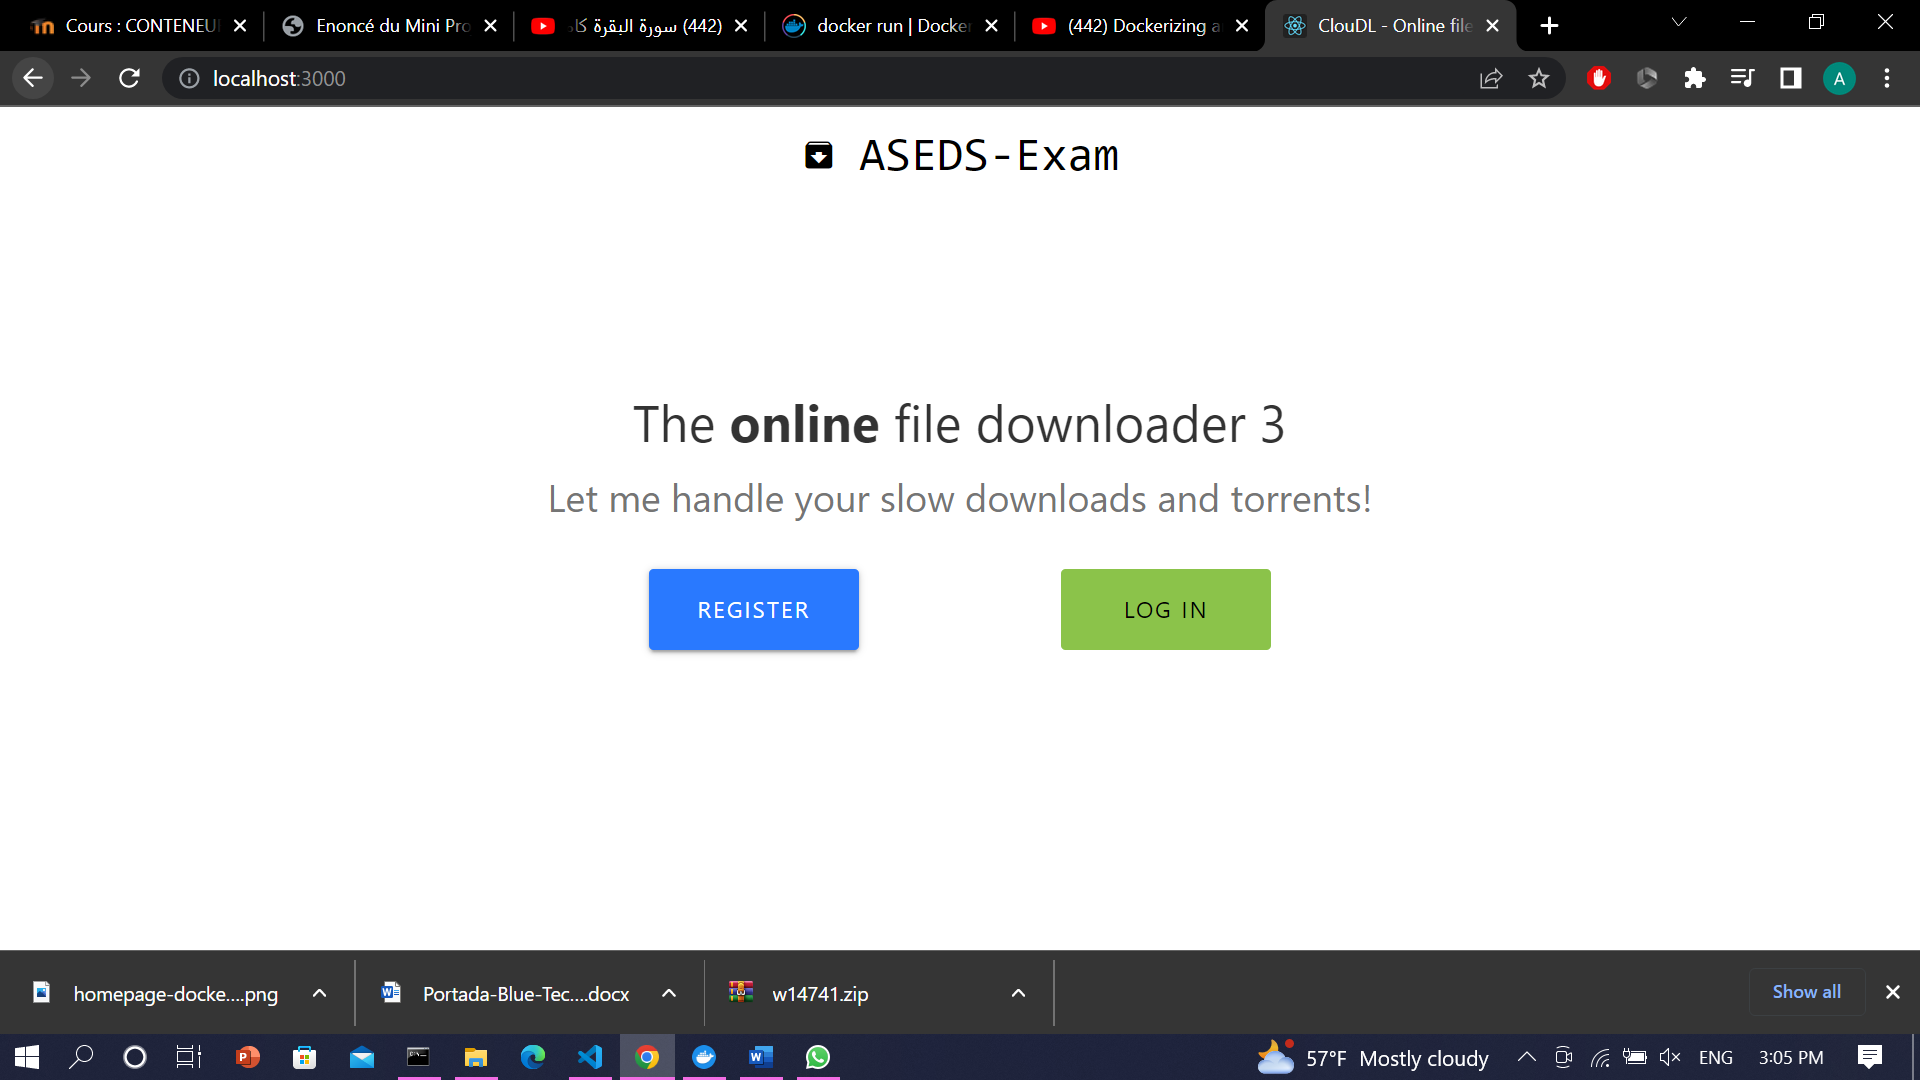 Cours : CONTENEU
Enoncé du Mini Pro
(442) سورة البقرة كا
docker run | Docker
(442) Dockerizing a
ClouDL - Online file
localhost:3000
A
ASEDS-Exam
The online file downloader 3
Let me handle your slow downloads and torrents!
REGISTER
LOG IN
homepage-docke....png
Portada-Blue-Tec....docx
w14741.zip
Show all
57°F Mostly cloudy
ENG
3:05 PM